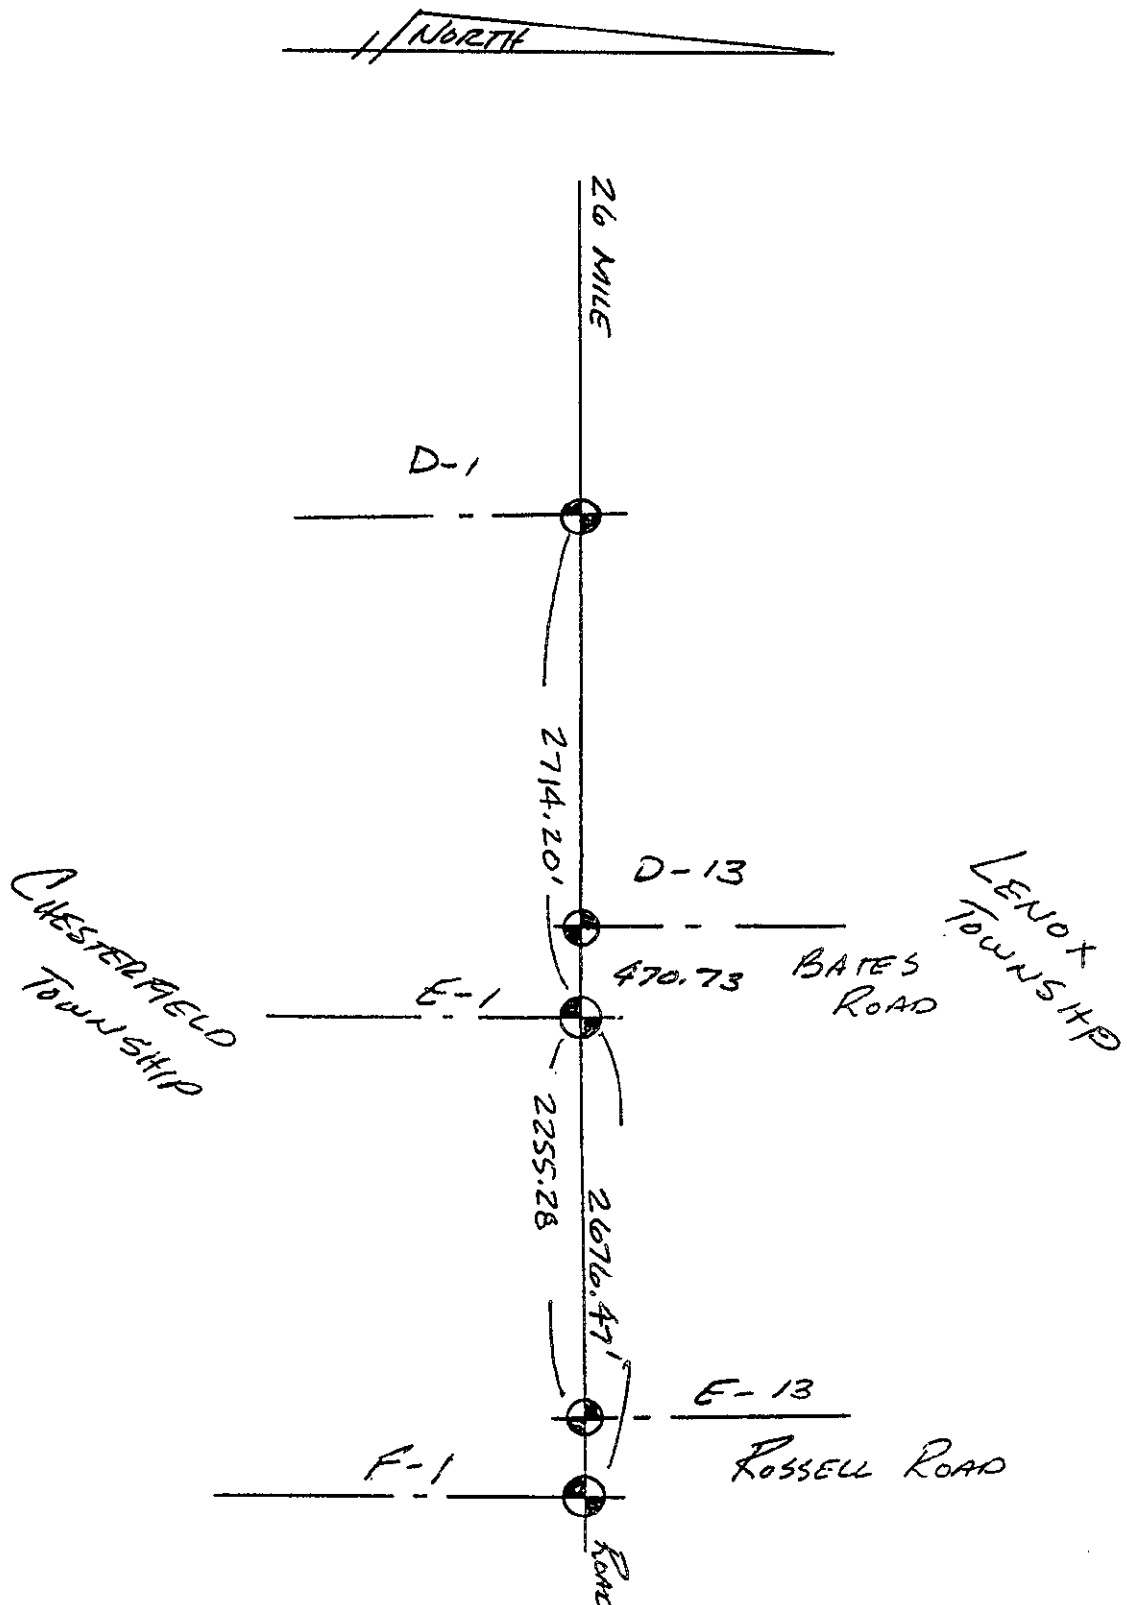 NORTH
26 MILE
D-1
2714.20'
D-13
LENOX
TOWNSHIP
CHESTERFIELD
TOWNSHIP
470.73
BATES
ROAD
E-1
2255.28
2676.47'
E-13
ROSSELL ROAD
F-1
ROAD